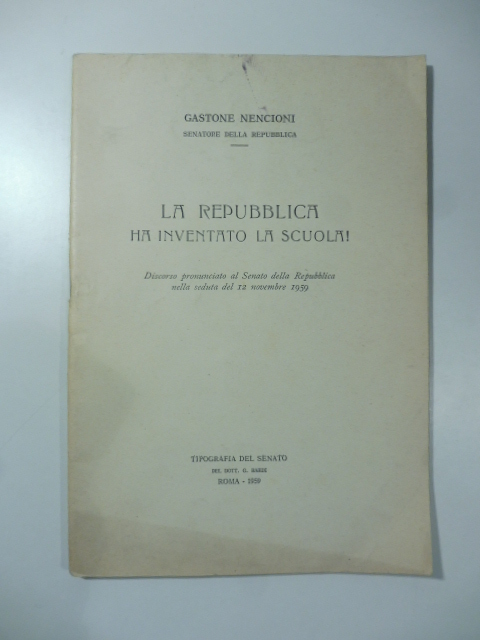 GASTONE NENCIONI
SENATORE DELLA REPUBBLICA
LA REPUBBLICA
HA INVENTATO LA SCUOLA!
Discorso pronunciato al Senato della Repubblica
nella seduta del 12 novembre 1959
TIPOGRAFIA DEL SENATO
DEL DOTT. G. BARDI
ROMA - 1959